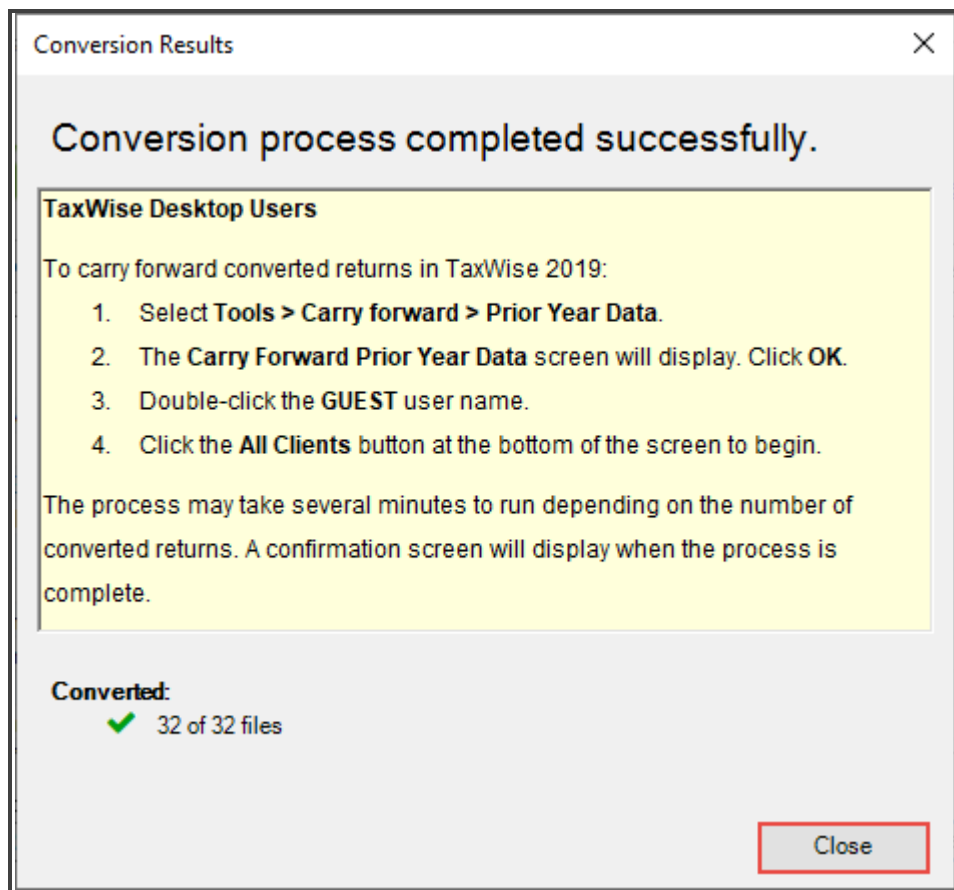 Conversion Results
Conversion process completed successfully.
TaxWise Desktop Users
To carry forward converted returns in TaxWise 2019:
1. Select Tools > Carry forward > Prior Year Data.
2. The Carry Forward Prior Year Data screen will display. Click OK.
3. Double-click the GUEST user name.
4. Click the All Clients button at the bottom of the screen to begin.
The process may take several minutes to run depending on the number of
converted returns. A confirmation screen will display when the process is
complete.
Converted:
32 of 32 files
Close